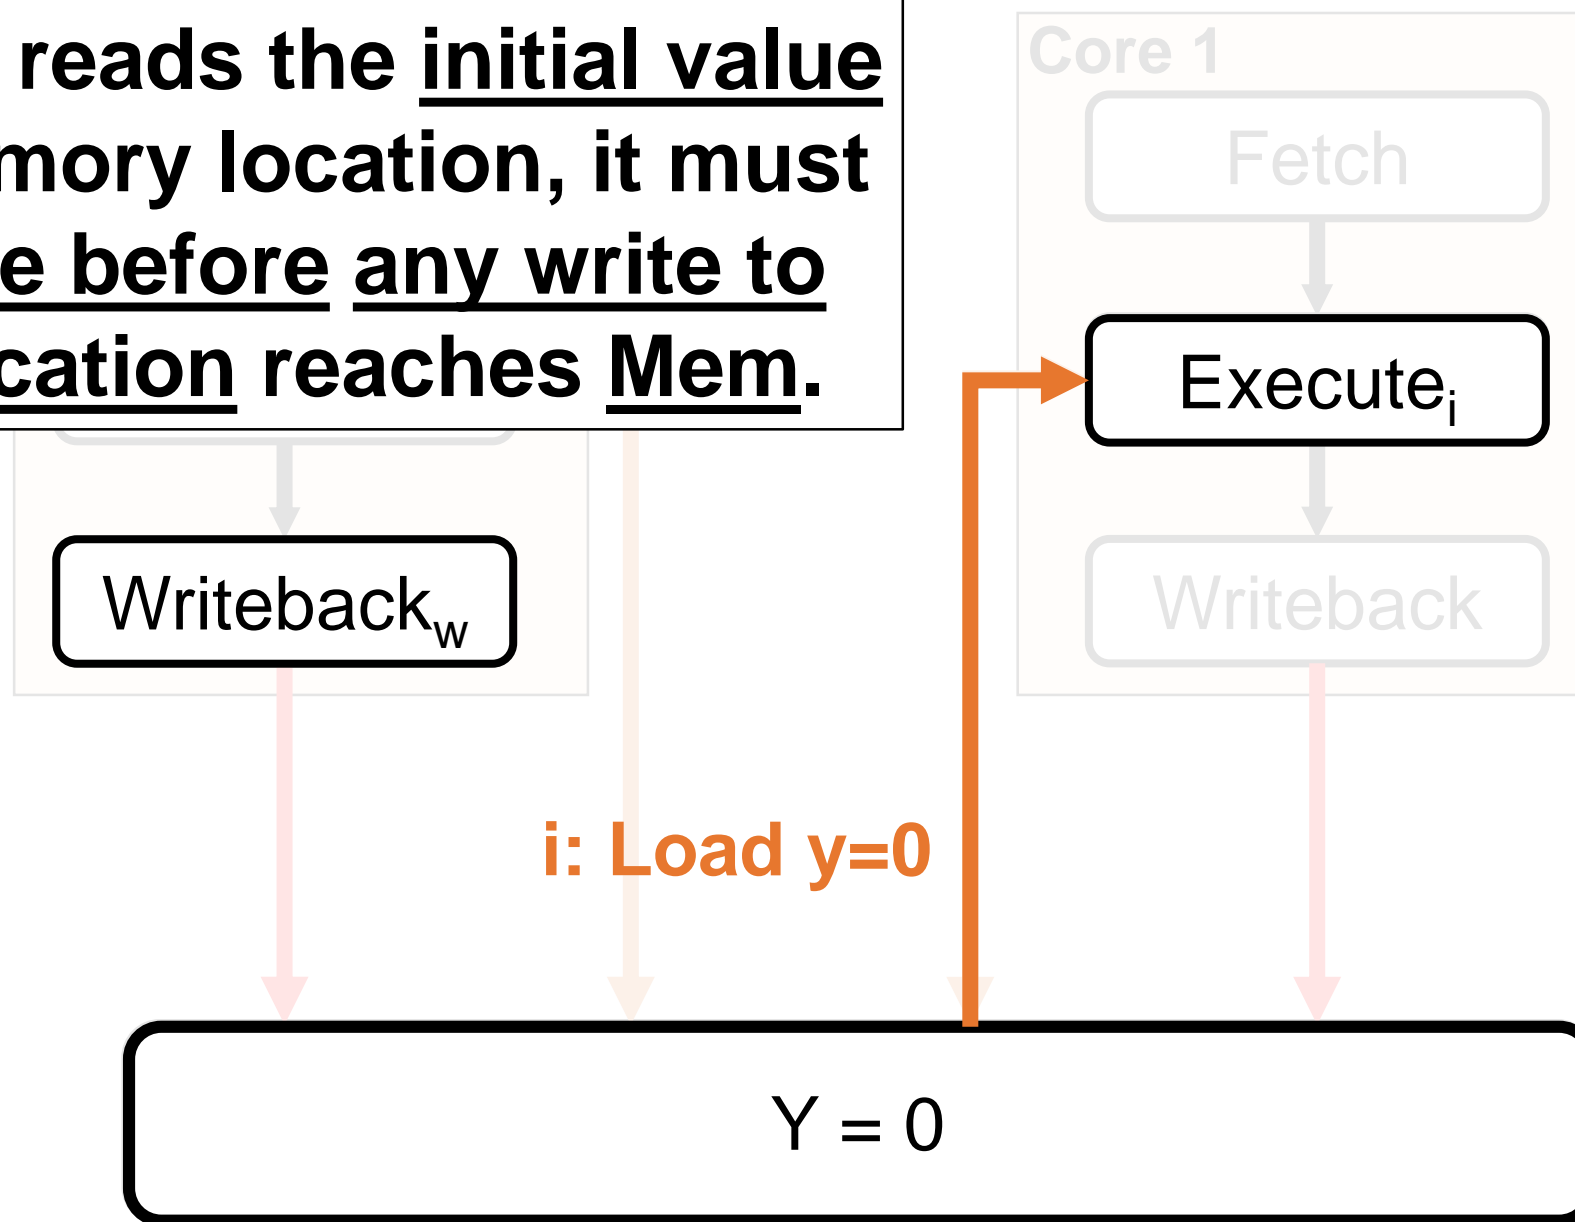 reads the initial value
mory location, it must
e before any write to
cation reaches Mem.
Core 1
Fetch
Executeᵢ
Writeback_w
Writeback
i: Load y=0
Y = 0